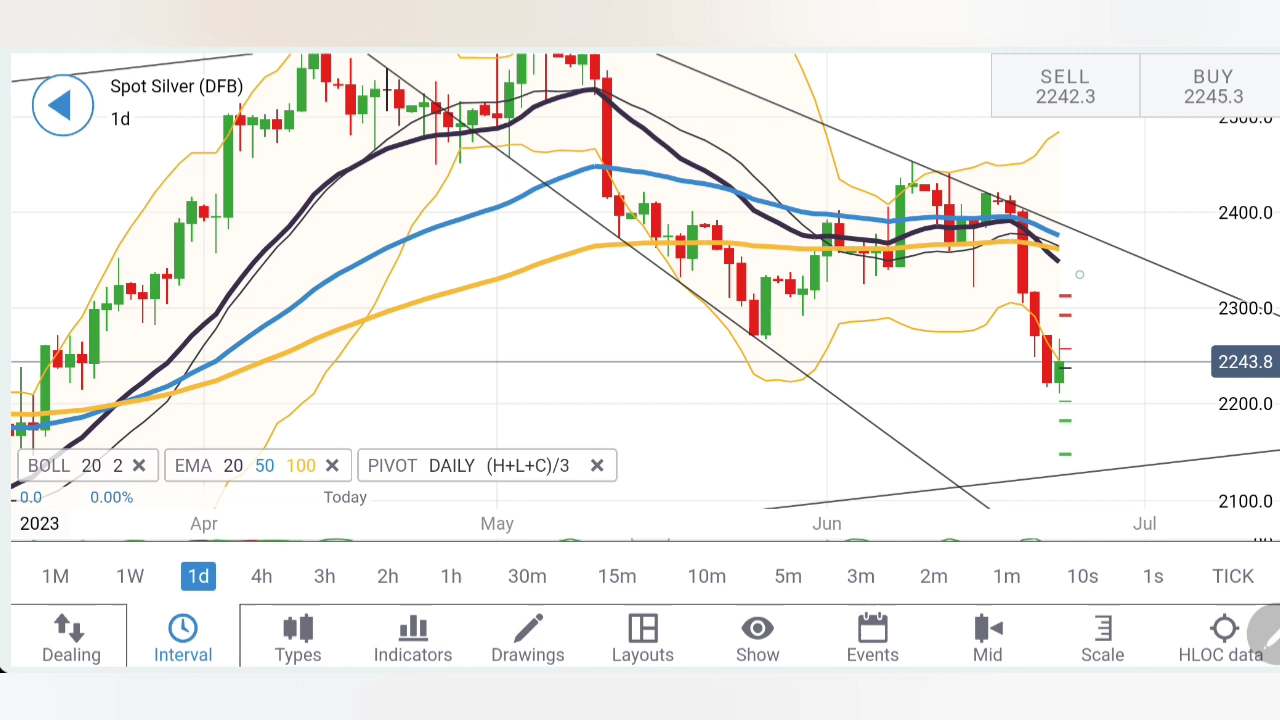 Spot Silver (DFB)
1d
SELL
2242.3
BUY
2245.3
2500.0
2400.0
2300.0
2243.8
2200.0
2100.0
BOLL 20 2
EMA 20 50 100
PIVOT DAILY (H+L+C)/3
0.0 0.00% Today
2023 Apr May Jun Jul
1M 1W 1d 4h 3h 2h 1h 30m 15m 10m 5m 3m 2m 1m 10s 1s TICK
Dealing Interval Types Indicators Drawings Layouts Show Events Mid Scale HLOC data